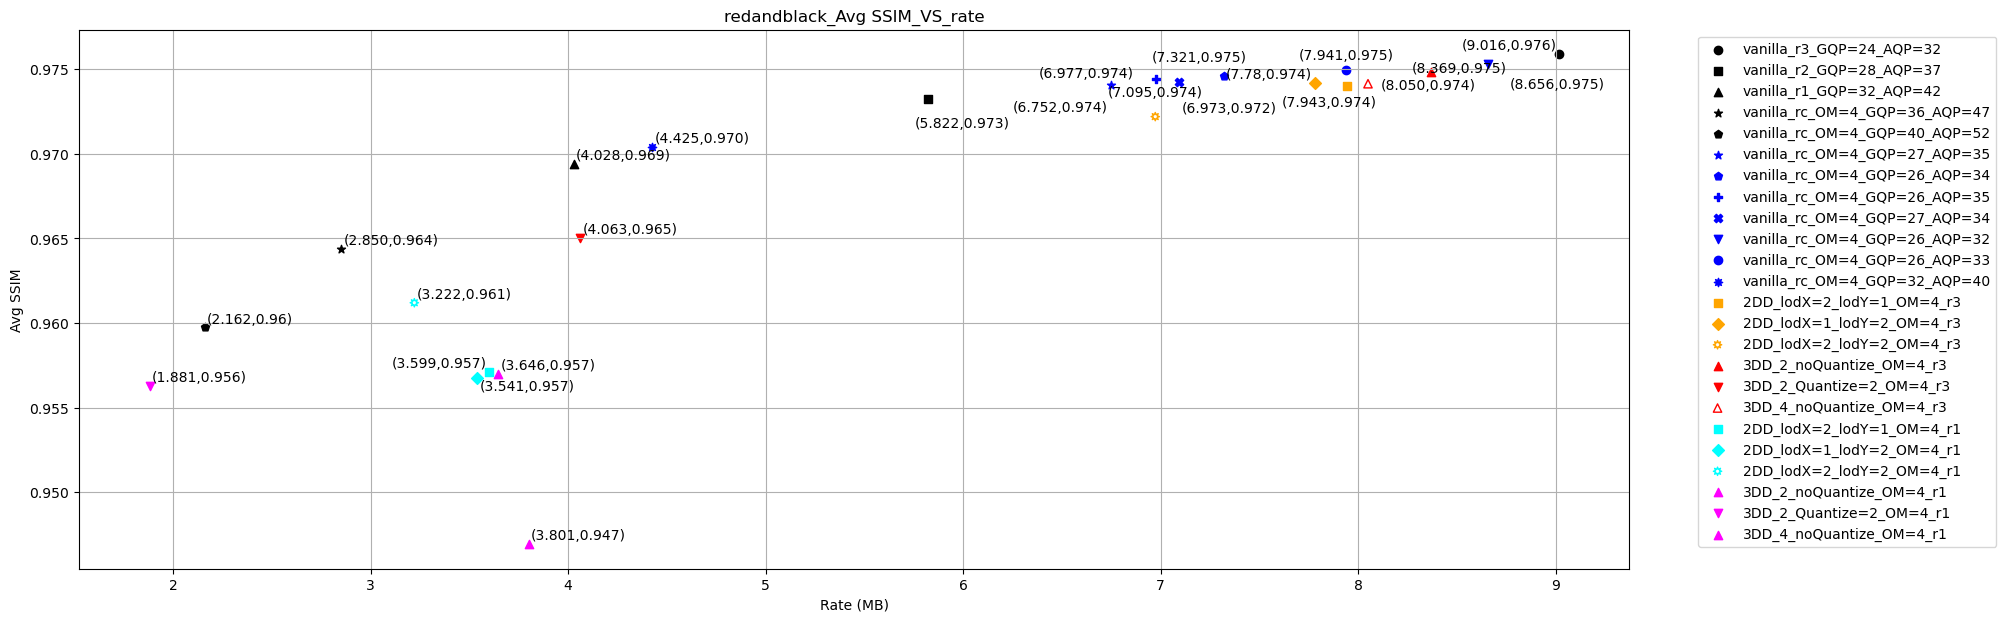 redandblack_Avg SSIM_VS_rate
(9.016,0.976)
(7.321,0.975)
(7.941,0.975)
(6.977,0.974)
(7.78,0.974)
(8.369,0.975)
(7.095,0.974)
(8.050,0.974)
(8.656,0.975)
(6.752,0.974)
(6.973,0.972)
(7.943,0.974)
(5.822,0.973)
(4.425,0.970)
(4.028,0.969)
(4.063,0.965)
(2.850,0.964)
(3.222,0.961)
(2.162,0.96)
(3.599,0.957)
(3.646,0.957)
(3.541,0.957)
(1.881,0.956)
(3.801,0.947)
0.975
0.970
0.965
0.960
0.955
0.950
Avg SSIM
2 3 4 5 6 7 8 9
Rate (MB)
vanilla_r3_GQP=24_AQP=32
vanilla_r2_GQP=28_AQP=37
vanilla_r1_GQP=32_AQP=42
vanilla_rc_OM=4_GQP=36_AQP=47
vanilla_rc_OM=4_GQP=40_AQP=52
vanilla_rc_OM=4_GQP=27_AQP=35
vanilla_rc_OM=4_GQP=26_AQP=34
vanilla_rc_OM=4_GQP=26_AQP=35
vanilla_rc_OM=4_GQP=27_AQP=34
vanilla_rc_OM=4_GQP=26_AQP=32
vanilla_rc_OM=4_GQP=26_AQP=33
vanilla_rc_OM=4_GQP=32_AQP=40
2DD_lodX=2_lodY=1_OM=4_r3
2DD_lodX=1_lodY=2_OM=4_r3
2DD_lodX=2_lodY=2_OM=4_r3
3DD_2_noQuantize_OM=4_r3
3DD_2_Quantize=2_OM=4_r3
3DD_4_noQuantize_OM=4_r3
2DD_lodX=2_lodY=1_OM=4_r1
2DD_lodX=1_lodY=2_OM=4_r1
2DD_lodX=2_lodY=2_OM=4_r1
3DD_2_noQuantize_OM=4_r1
3DD_2_Quantize=2_OM=4_r1
3DD_4_noQuantize_OM=4_r1